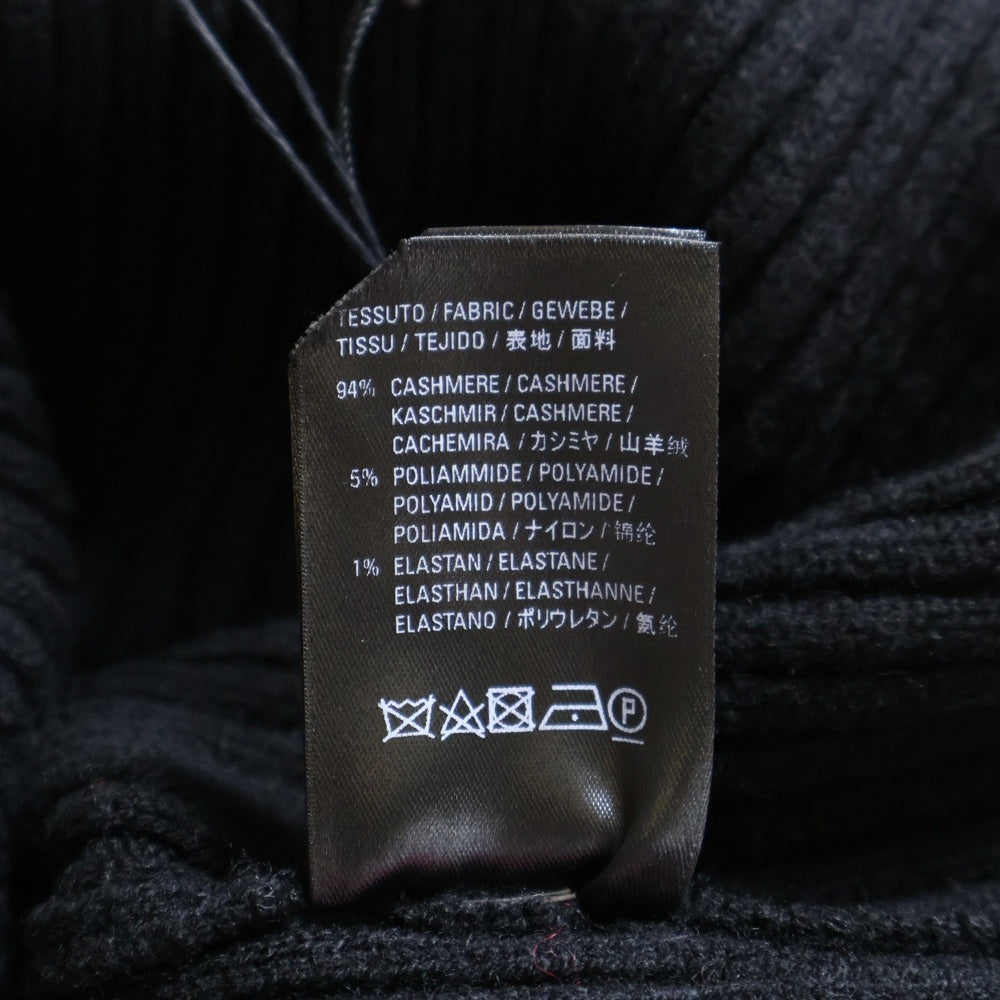 TESSUTO / FABRIC / GEWEBE /
TISSU / TEJIDO / 表地 / 面料
94% CASHMERE / CASHMERE /
KASCHMIR / CASHMERE /
CACHEMIRA / カシミヤ / 山羊绒
5% POLIAMMIDE / POLYAMIDE /
POLYAMID / POLYAMIDE /
POLIAMIDA / ナイロン / 锦纶
1% ELASTAN / ELASTANE /
ELASTHAN / ELASTHANNE /
ELASTANO / ポリウレタン / 氨纶
P